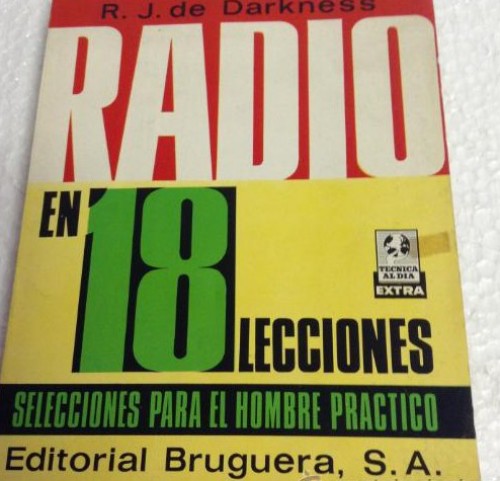 R. J. de Darkness
RADIO
EN 18
LECCIONES
TECNICA
AL DIA
EXTRA
SELECCIONES PARA EL HOMBRE PRACTICO
Editorial Bruguera, S.A.